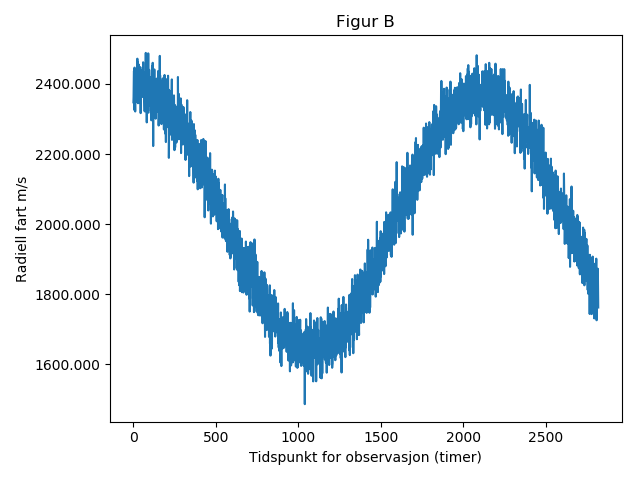 Figur B
Radiell fart m/s
2400.000
2200.000
2000.000
1800.000
1600.000
0 500 1000 1500 2000 2500
Tidspunkt for observasjon (timer)